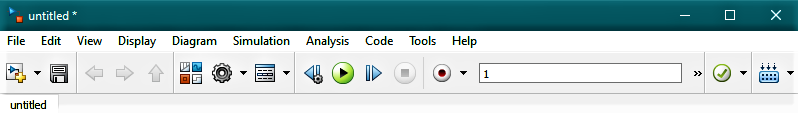 untitled *
File Edit View Display Diagram Simulation Analysis Code Tools Help
1 »
untitled